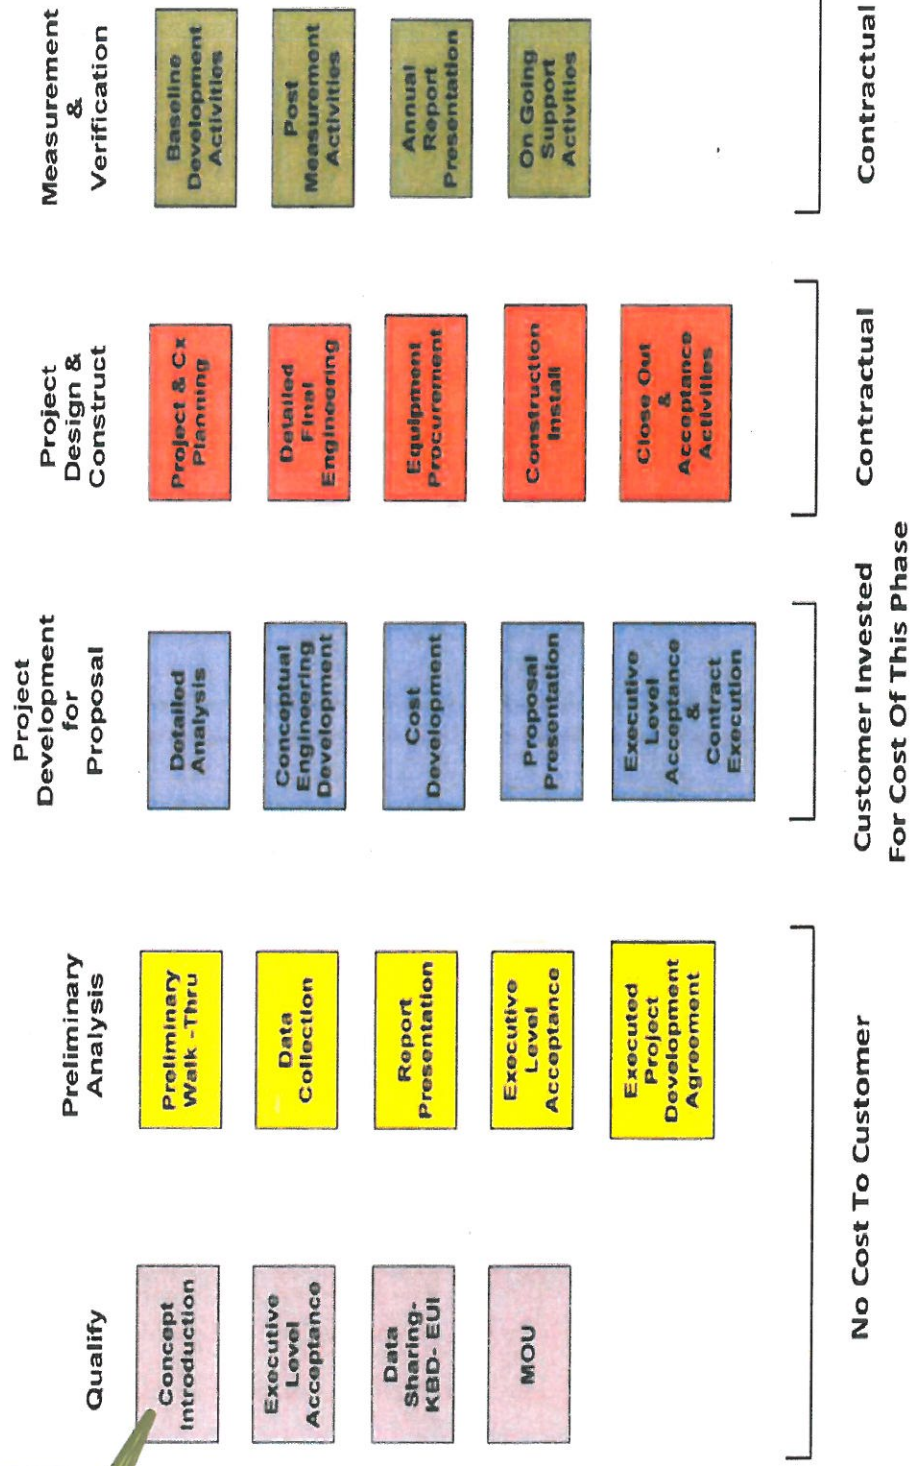 Qualify
Concept
Introduction
Executive
Level
Acceptance
Data
Sharing-
KBD- EUI
MOU
Preliminary
Analysis
Preliminary
Walk -Thru
Data
Collection
Report
Presentation
Executive
Level
Acceptance
Executed
Project
Development
Agreement
No Cost To Customer
Project
Development
for
Proposal
Detailed
Analysis
Conceptual
Engineering
Development
Cost
Development
Proposal
Presentation
Executive
Level
Acceptance
&
Contract
Execution
Customer Invested
For Cost Of This Phase
Project
Design &
Construct
Project & Cx
Planning
Detailed
Final
Engineering
Equipment
Procurement
Construction
Install
Close Out
&
Acceptance
Activities
Contractual
Measurement
&
Verification
Baseline
Development
Activities
Post
Measurement
Activities
Annual
Report
Presentation
On Going
Support
Activities
Contractual